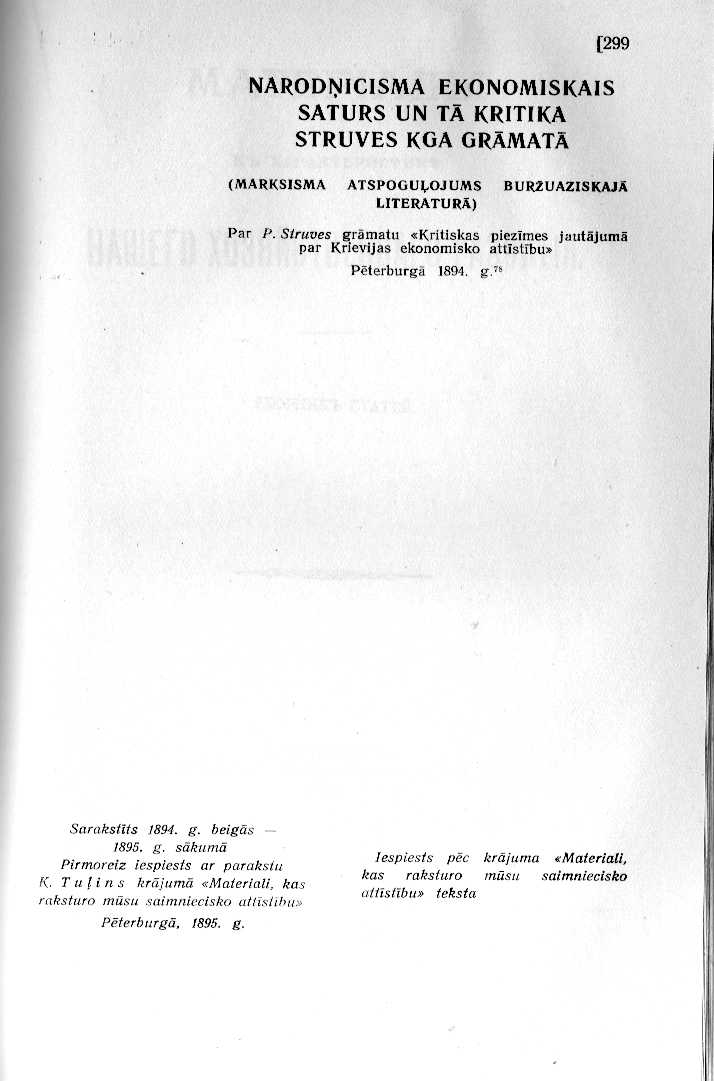 [299
NARODŅICISMA EKONOMISKAIS
SATURS UN TĀ KRITIKA
STRUVES KGA GRĀMATĀ
(MARKSISMA ATSPOGUĻOJUMS BURŽUAZISKAJĀ
LITERATURĀ)
Par P. Struves grāmatu «Kritiskas piezīmes jautājumā
par Krievijas ekonomisko attīstību»
Pēterburgā 1894. g.⁷⁸
Sarakstīts 1894. g. beigās —
1895. g. sākumā
Pirmoreiz iespiests ar parakstu
K. Tuļins krājumā «Materiali, kas
raksturo mūsu saimniecisko attīstību»
Pēterburgā, 1895. g.
Iespiests pēc krājuma «Materiali,
kas raksturo mūsu saimniecisko
attīstību» teksta